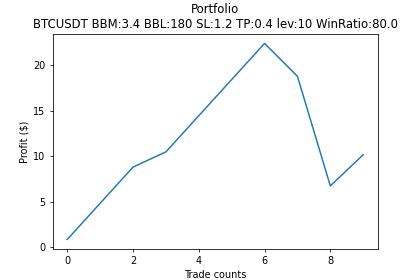 Portfolio
BTCUSDT BBM:3.4 BBL:180 SL:1.2 TP:0.4 lev:10 WinRatio:80.0
20
15
10
5
0
Profit ($)
0 2 4 6 8
Trade counts